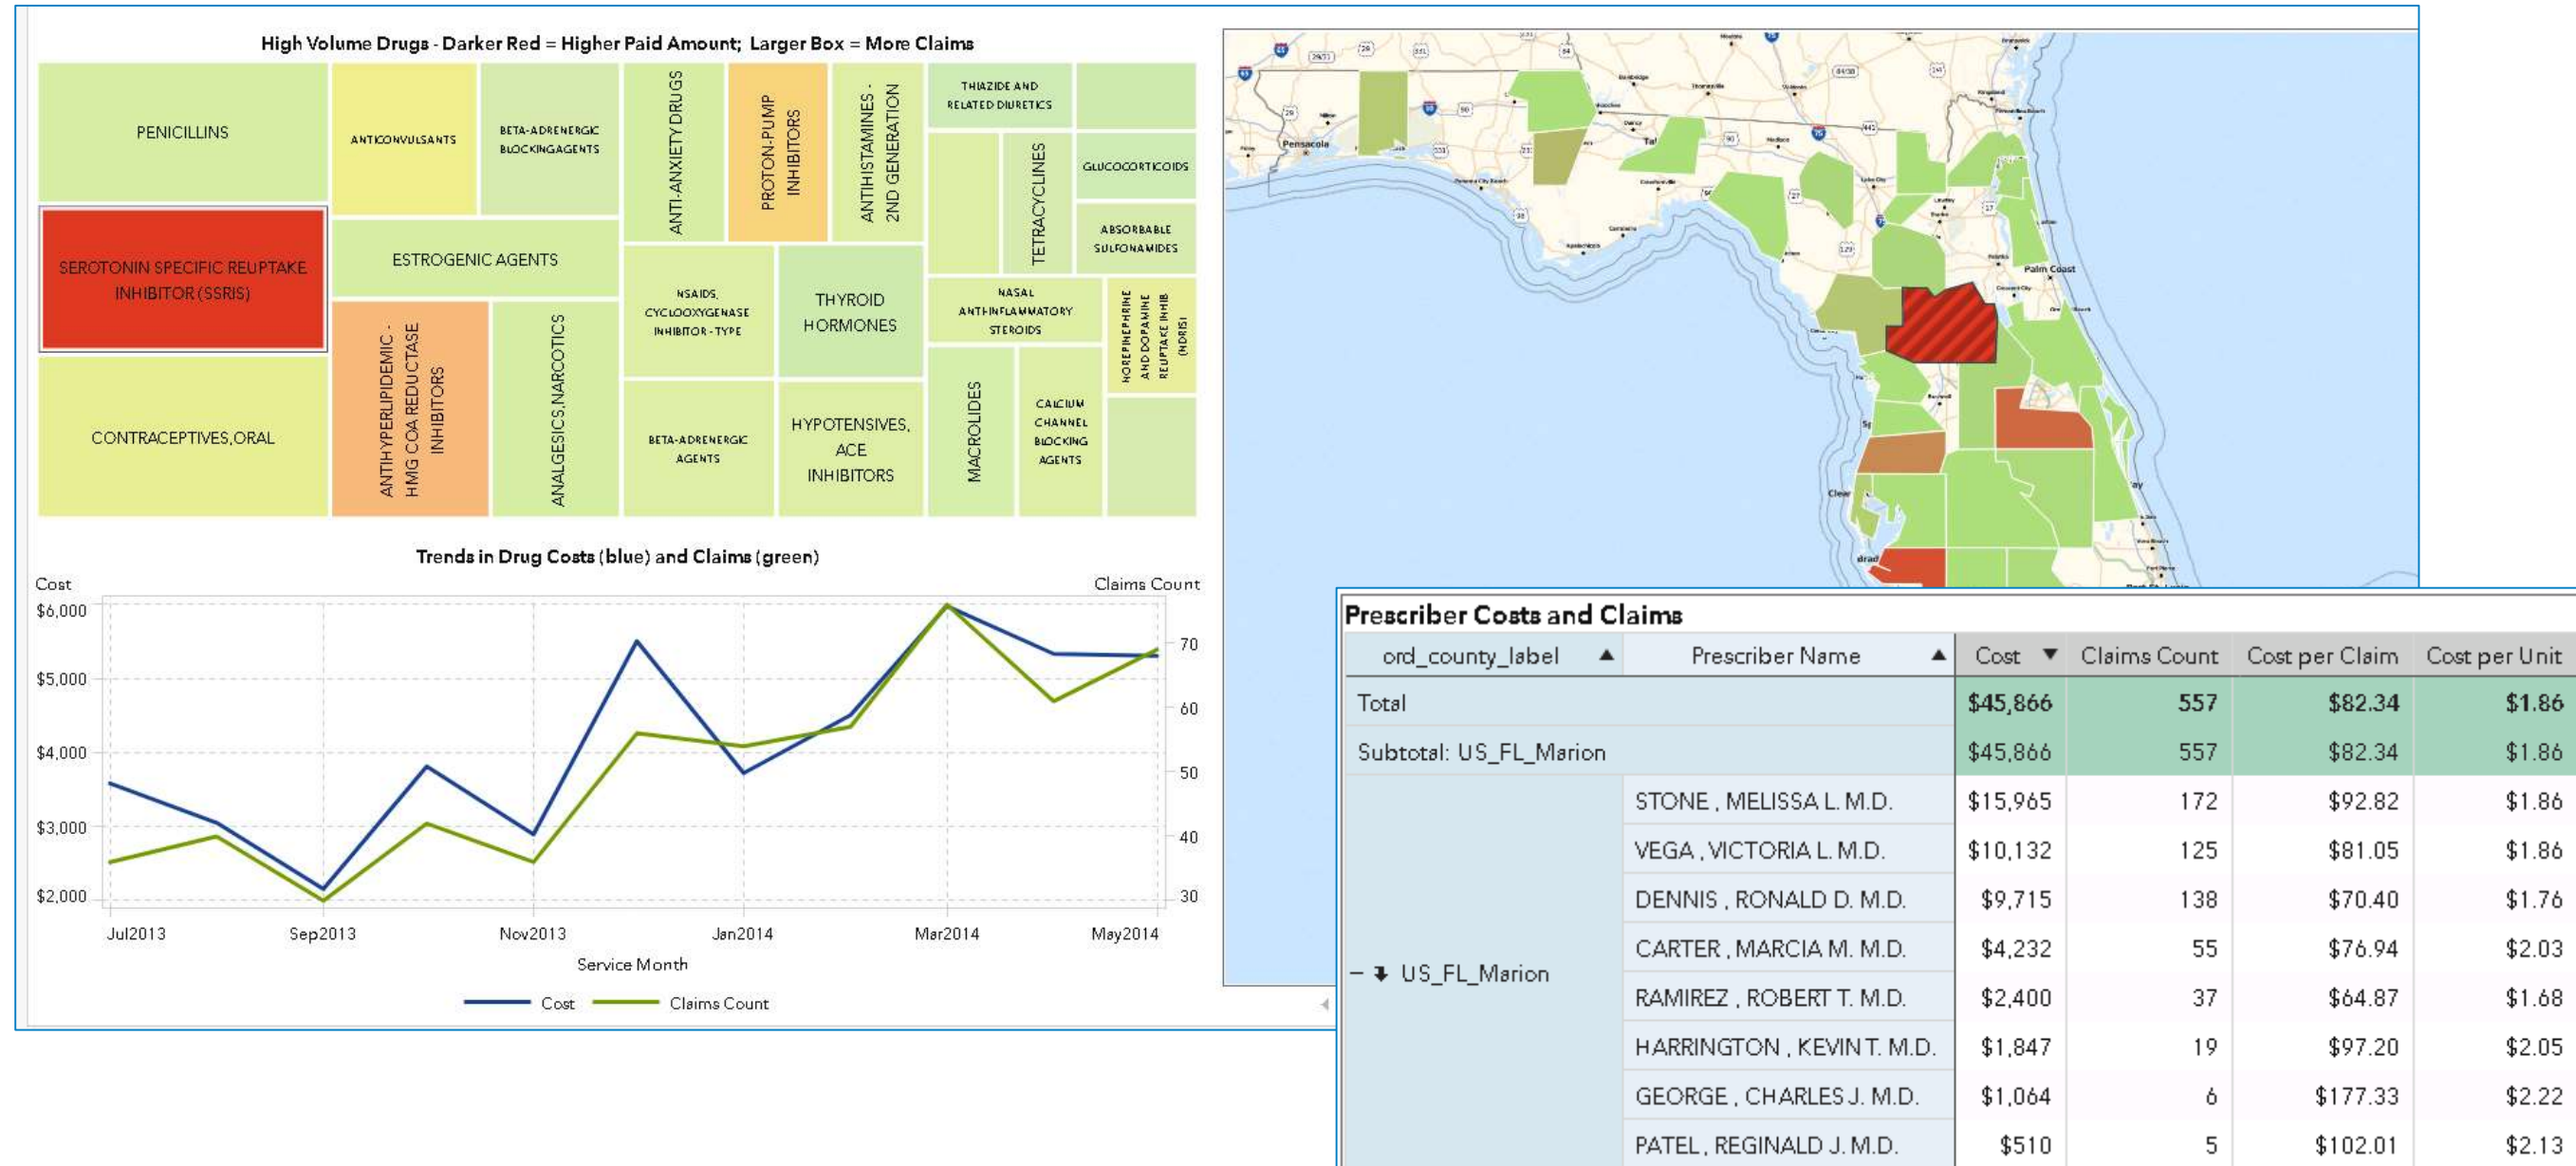 High Volume Drugs - Darker Red = Higher Paid Amount; Larger Box = More Claims
PENICILLINS
SEROTONIN SPECIFIC REUPTAKE
INHIBITOR (SSRIS)
CONTRACEPTIVES,ORAL
ANTICONVULSANTS
BETA-ADRENERGIC
BLOCKINGAGENTS
ESTROGENIC AGENTS
ANTIHYPERLIPIDEMIC -
HMG COA REDUCTASE
INHIBITORS
ANALGESICS,NARCOTICS
ANTI-ANXIETY DRUGS
PROTON-PUMP
INHIBITORS
ANTIHISTAMINES -
2ND GENERATION
NSAIDS,
CYCLOOXYGENASE
INHIBITOR - TYPE
THYROID
HORMONES
BETA-ADRENERGIC
AGENTS
HYPOTENSIVES,
ACE
INHIBITORS
THIAZIDE AND
RELATED DIURETICS
TETRACYCLINES
GLUCOCORTICOIDS
ABSORBABLE
SULFONAMIDES
NASAL
ANTI-INFLAMMATORY
STEROIDS
NOREPINEPHRINE
AND DOPAMINE
REUPTAKE INHIB
(NDRIS)
MACROLIDES
CALCIUM
CHANNEL
BLOCKING
AGENTS
Pensacola
Tal
Palm Coast
Clear
Brad
Trends in Drug Costs (blue) and Claims (green)
Cost
Claims Count
$6,000
$5,000
$4,000
$3,000
$2,000
70
60
50
40
30
Jul2013 Sep2013 Nov2013 Jan2014 Mar2014 May2014
Service Month
Cost Claims Count
Prescriber Costs and Claims
ord_county_label ▲ Prescriber Name ▲ Cost ▼ Claims Count Cost per Claim Cost per Unit
Total $45,866 557 $82.34 $1.86
Subtotal: US_FL_Marion $45,866 557 $82.34 $1.86
US_FL_Marion
STONE , MELISSA L. M.D. $15,965 172 $92.82 $1.86
VEGA , VICTORIA L. M.D. $10,132 125 $81.05 $1.86
DENNIS , RONALD D. M.D. $9,715 138 $70.40 $1.76
CARTER , MARCIA M. M.D. $4,232 55 $76.94 $2.03
RAMIREZ , ROBERT T. M.D. $2,400 37 $64.87 $1.68
HARRINGTON , KEVIN T. M.D. $1,847 19 $97.20 $2.05
GEORGE , CHARLES J. M.D. $1,064 6 $177.33 $2.22
PATEL , REGINALD J. M.D. $510 5 $102.01 $2.13